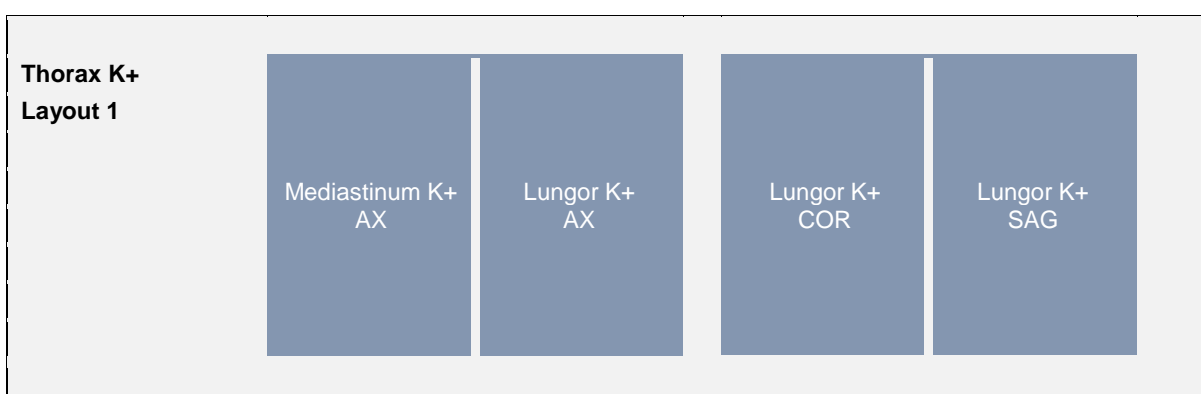 Thorax K+
Layout 1
Mediastinum K+
AX
Lungor K+
AX
Lungor K+
COR
Lungor K+
SAG